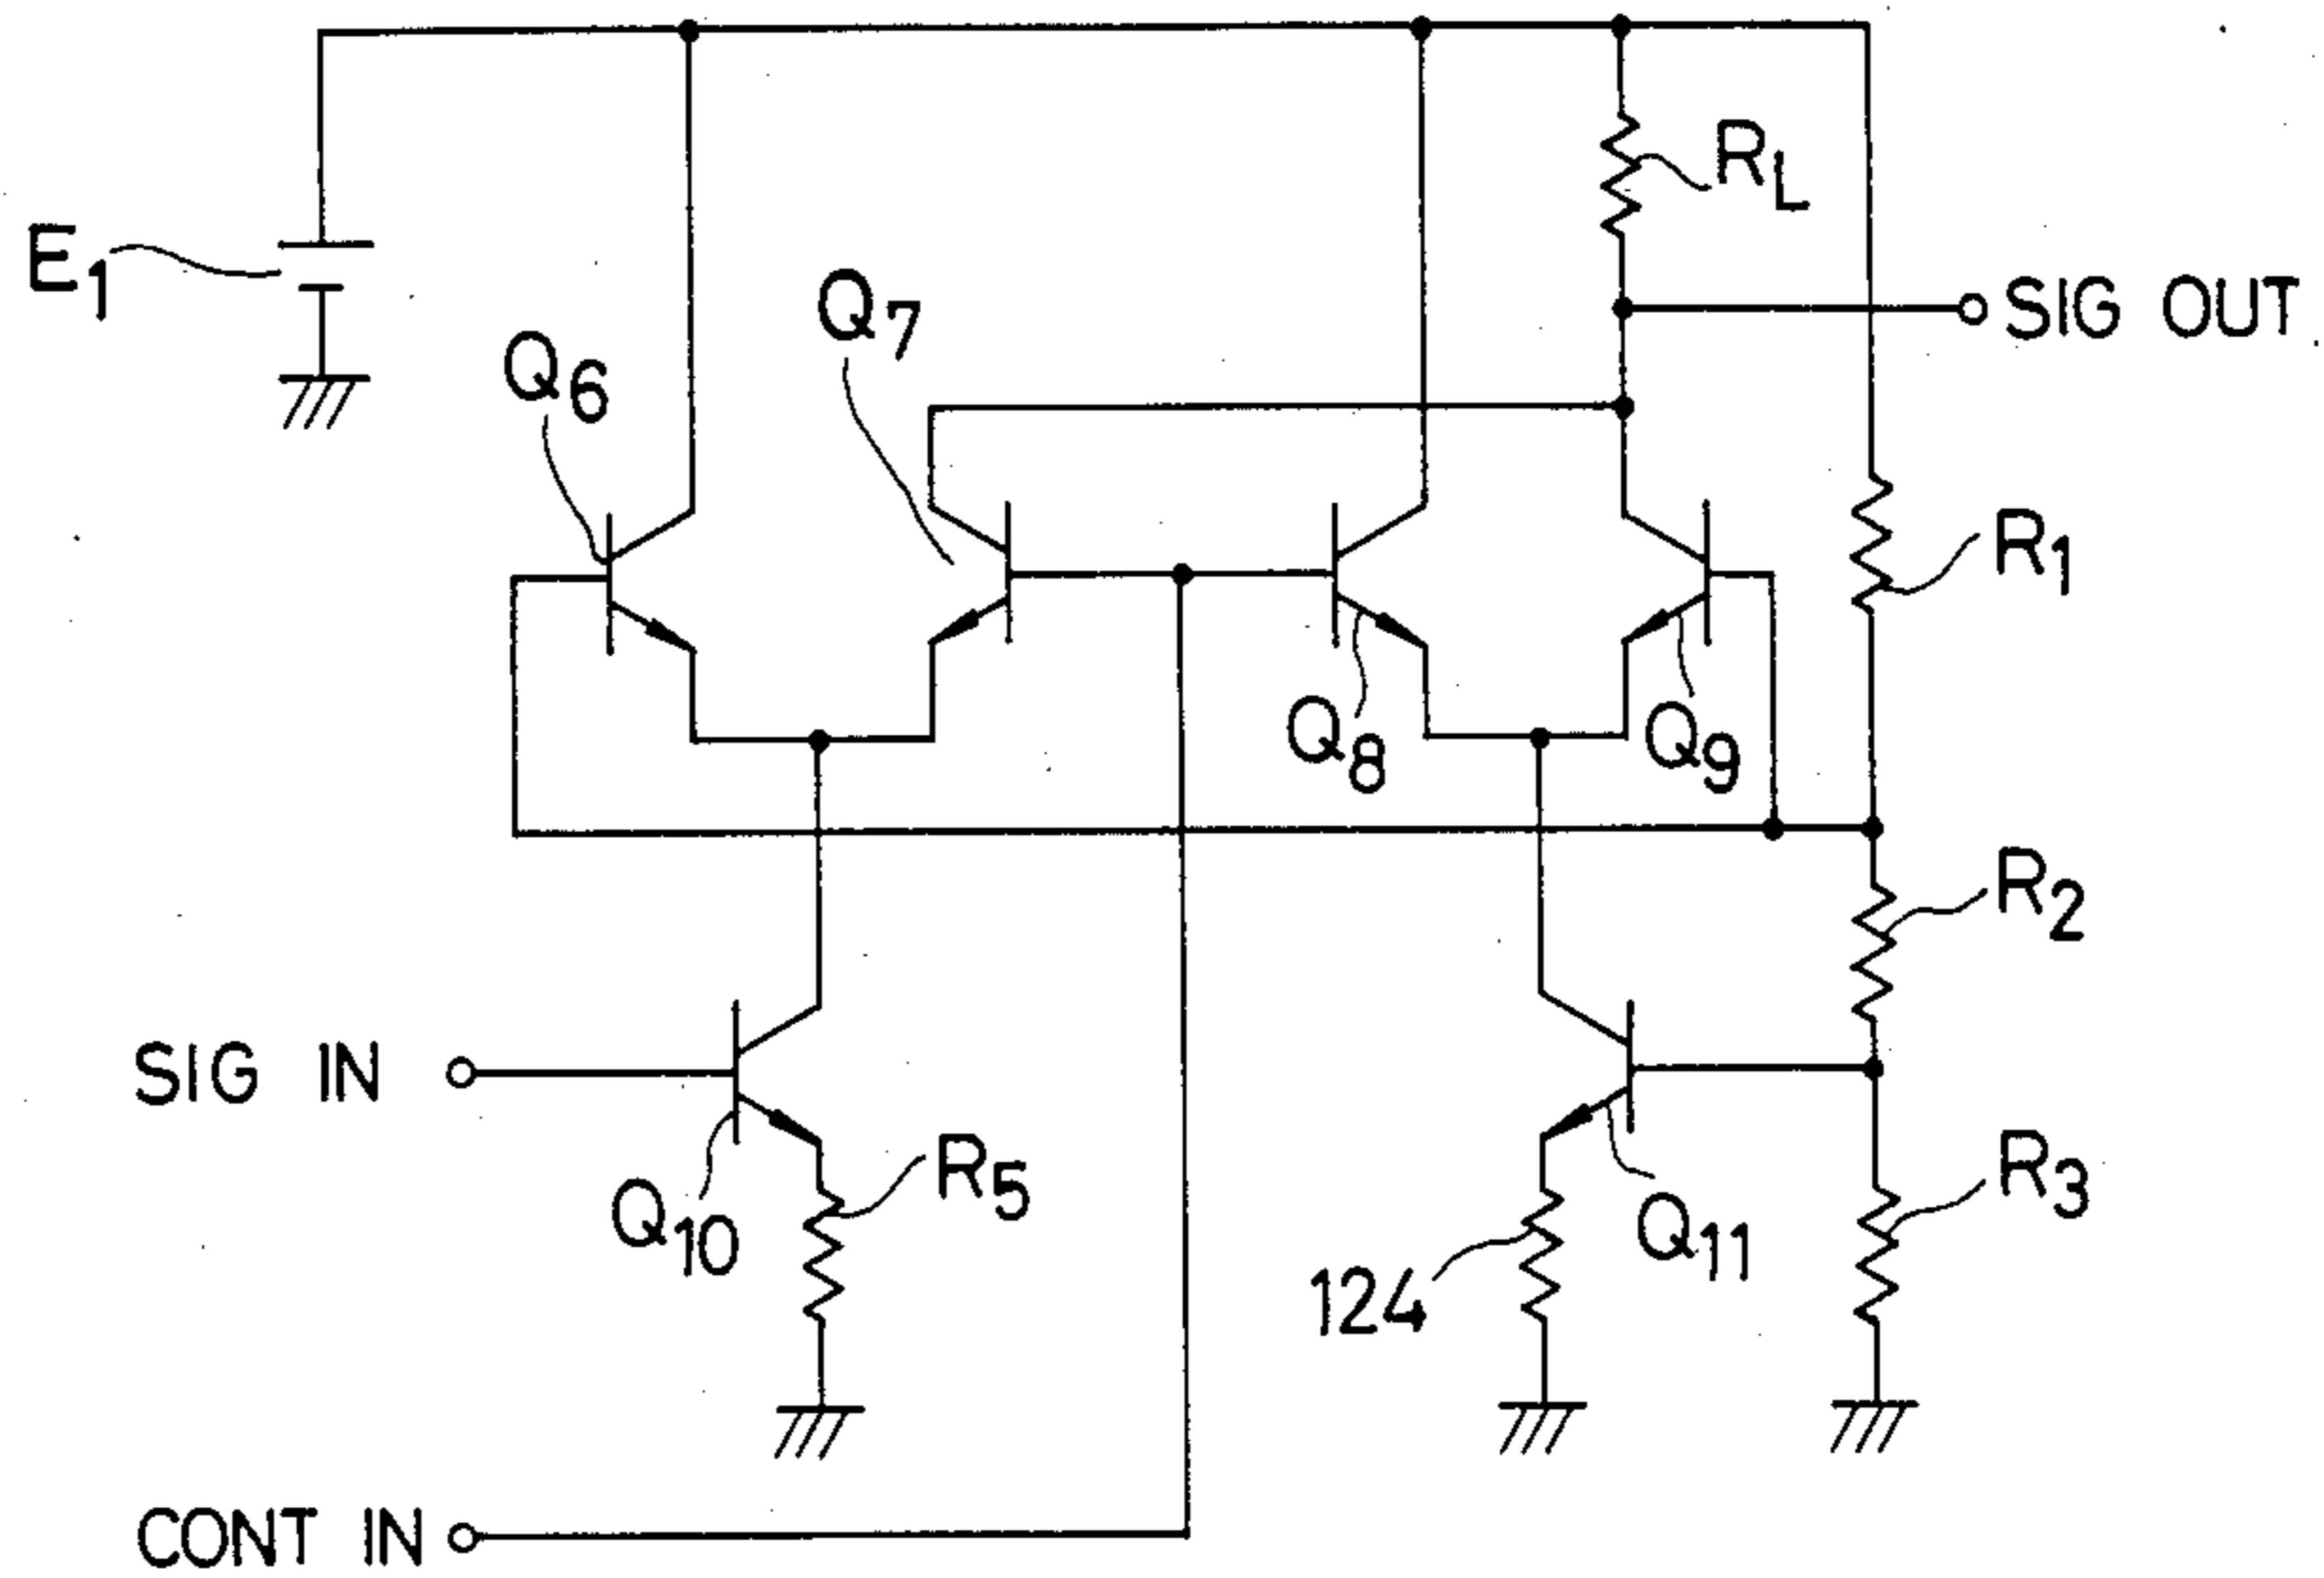 RL
E1
SIG OUT
Q7
Q6
R1
Q8
Q9
R2
SIG IN
R5
R3
Q10
Q11
124
CONT IN